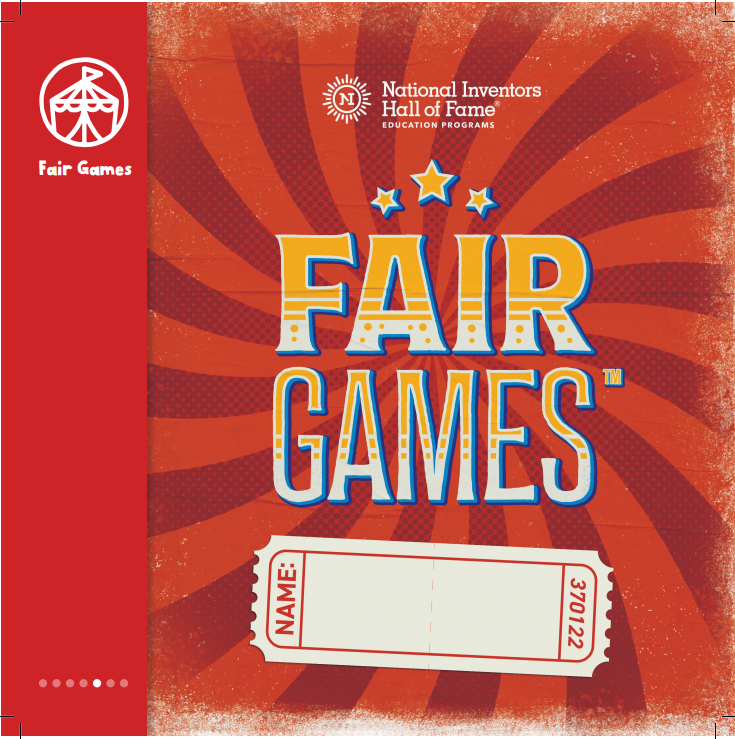 Fair Games
N
National Inventors
Hall of Fame®
EDUCATION PROGRAMS
FAIR
GAMES™
NAME:
370122